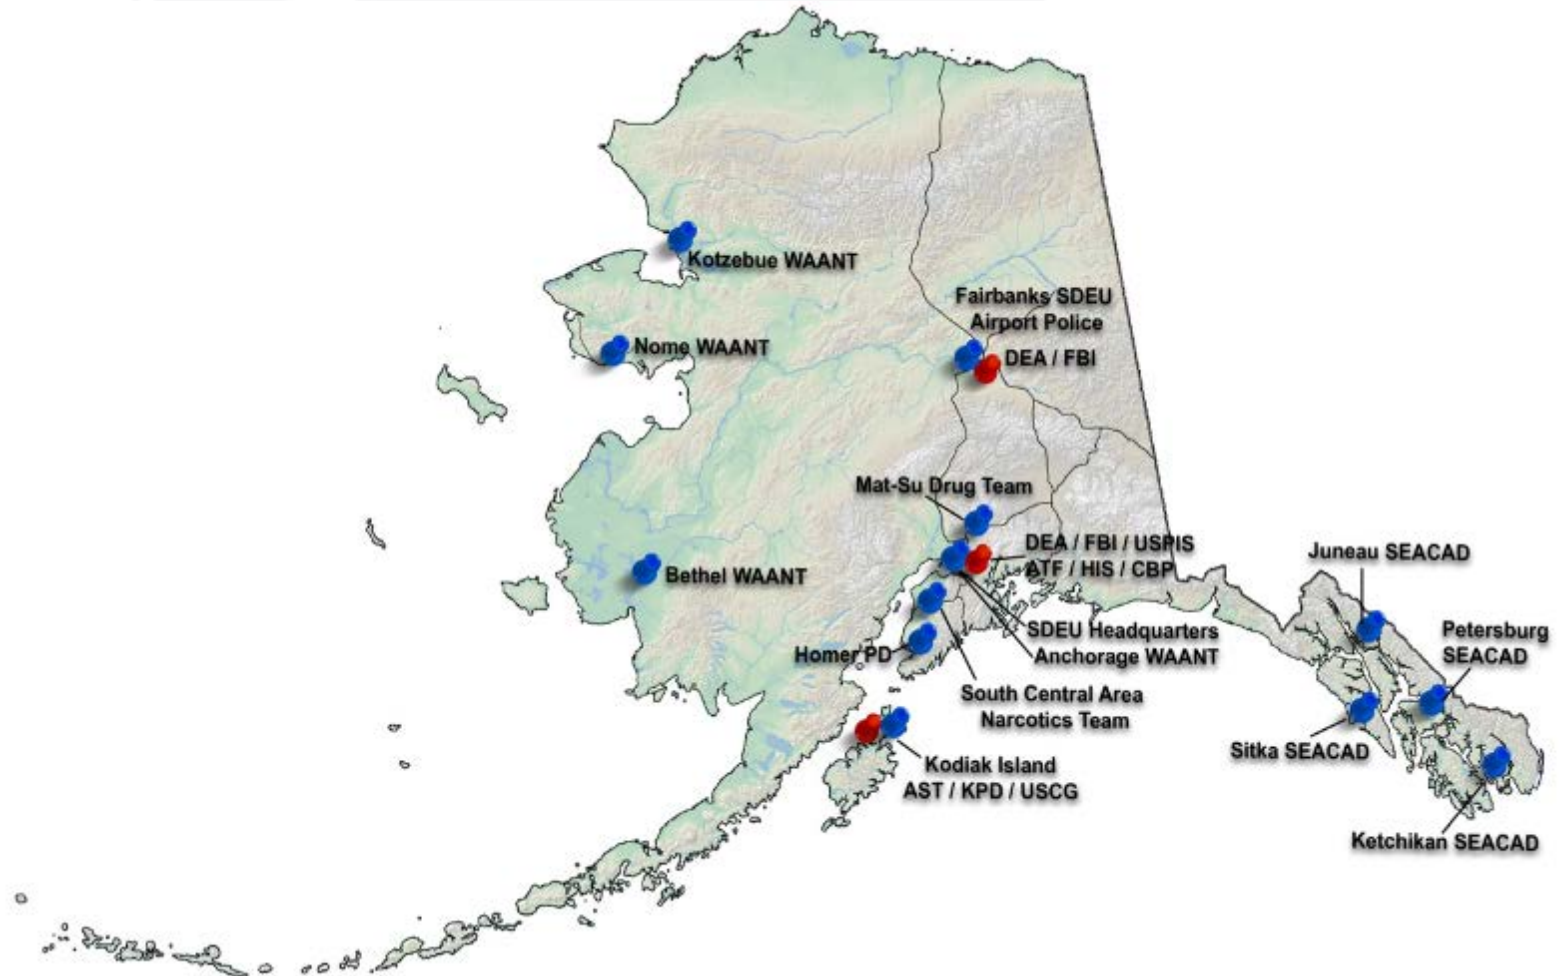 Kotzebue WAANT
Fairbanks SDEU
Airport Police
Nome WAANT
DEA / FBI
Mat-Su Drug Team
DEA / FBI / USPIS
ATF / HIS / CBP
Juneau SEACAD
Bethel WAANT
SDEU Headquarters
Anchorage WAANT
Petersburg
SEACAD
Homer PD
South Central Area
Narcotics Team
Sitka SEACAD
Kodiak Island
AST / KPD / USCG
Ketchikan SEACAD